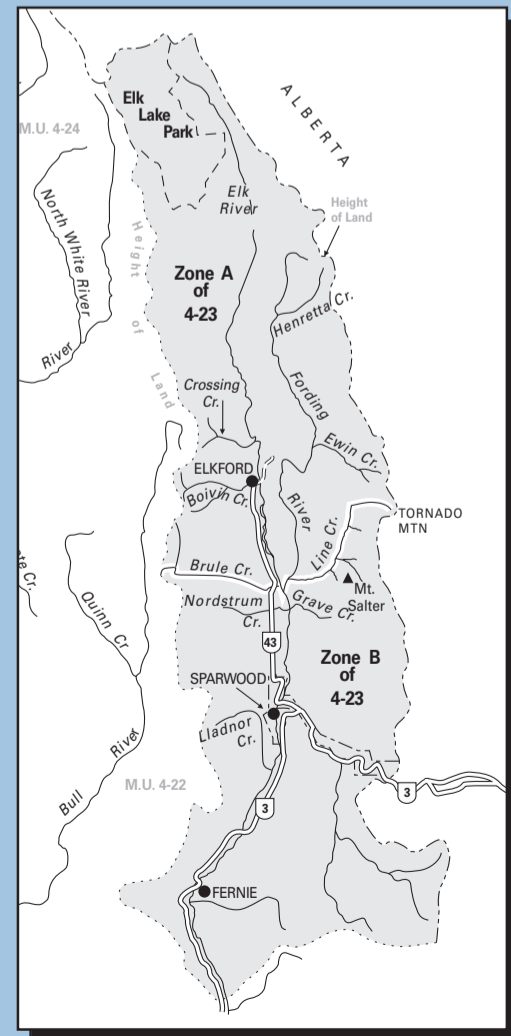 ALBERTA
Elk
Lake
Park
M.U. 4-24
Elk
River
Height
of Land
North White River
Height of Land
Zone A
of
4-23
Henretta Cr.
River
Crossing
Cr.
Fording
River
Ewin Cr.
ELKFORD
Boivin Cr.
TORNADO
MTN
Line Cr.
Brule Cr.
Mt.
Salter
Quinn Cr
Nordstrum
Cr.
Grave Cr.
43
Zone B
of
4-23
SPARWOOD
Lladnor
Cr.
Bull River
M.U. 4-22
3
3
FERNIE